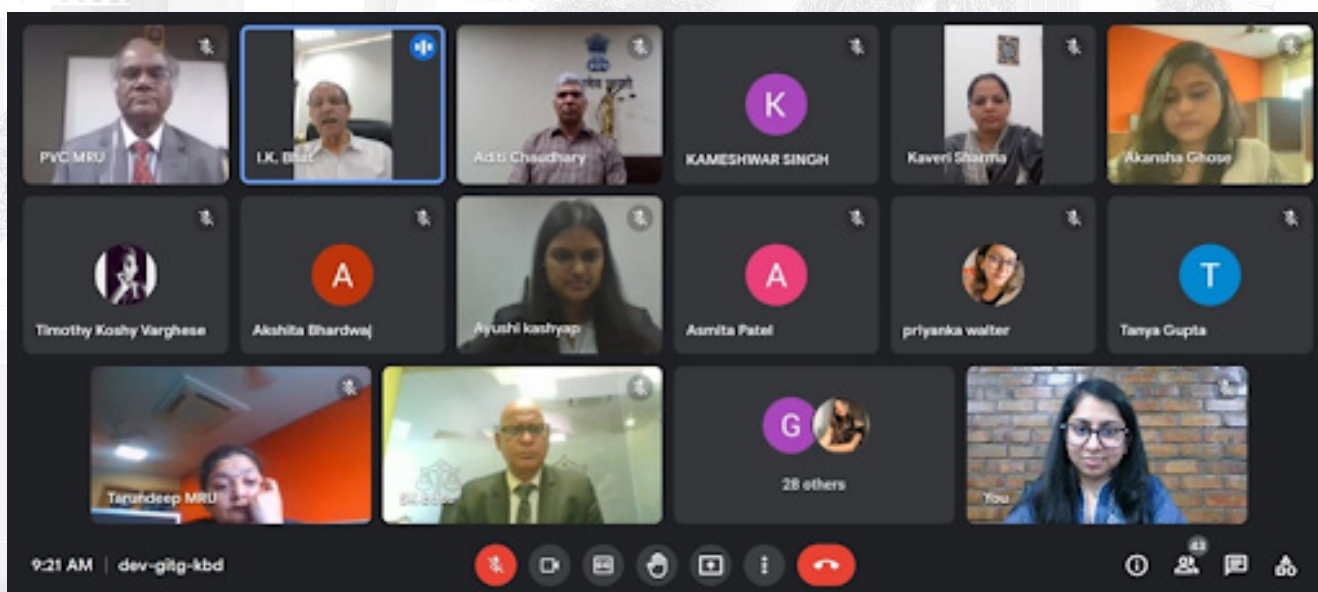 PVC MRU
I.K. Bhat
Aditi Chaudhary
K
KAMESHWAR SINGH
Kaveri Sharma
Akansha Ghose
Timothy Koshy Varghese
A
Akshita Bhardwaj
Ayushi kashyap
A
Asmita Patel
priyanka walter
T
Tanya Gupta
Tarundeep MRU
G
28 others
You
9:21 AM | dev-gitg-kbd
43